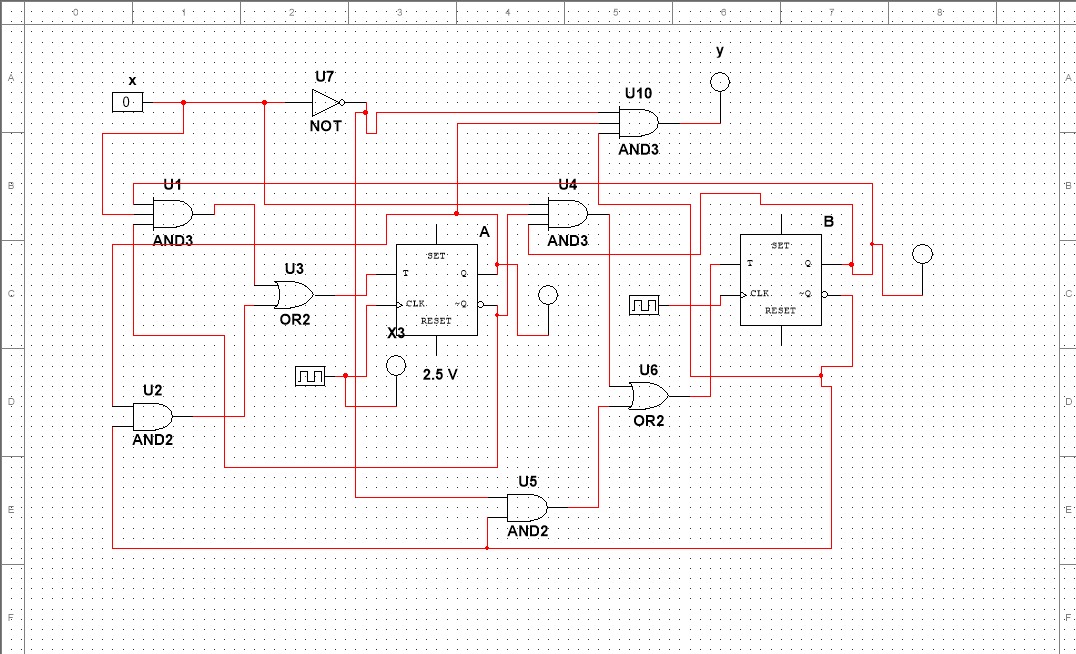 0 1 2 3 4 5 6 7 8
y
x
U7
U10
A
A
0
NOT
AND3
B
U1
U4
B
B
A
AND3
AND3
SET
SET
U3
T Q
T Q
C
C
CLK ~Q
CLK ~Q
OR2
RESET
RESET
X3
U6
2.5 V
U2
D
D
OR2
AND2
U5
E
E
AND2
F
F